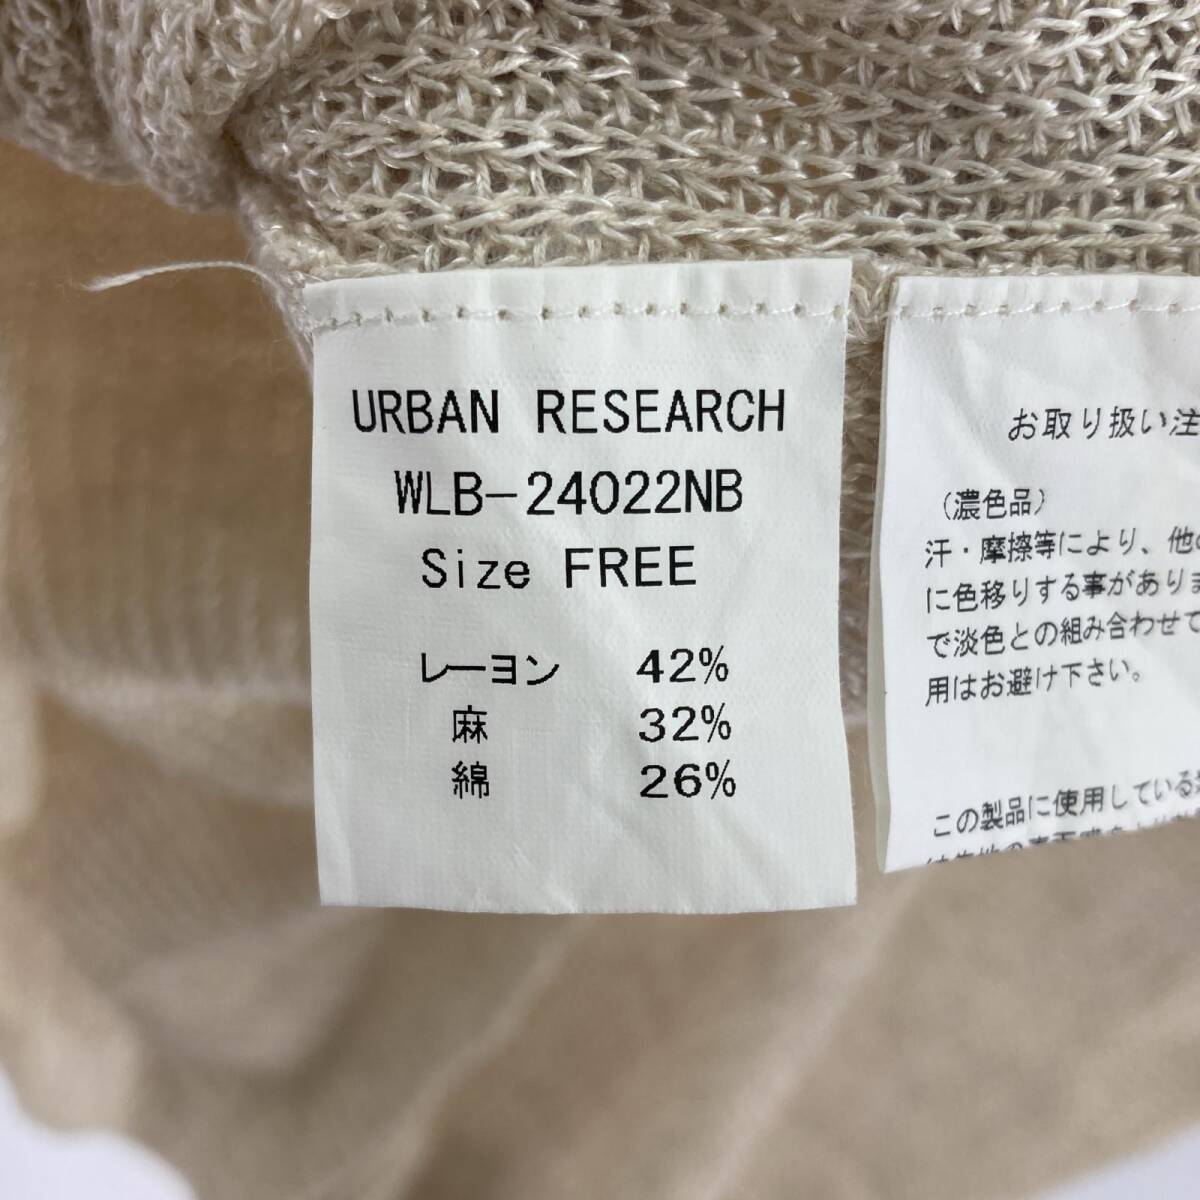 URBAN RESEARCH
WLB-24022NB
Size FREE
レーヨン 42%
麻 32%
綿 26%
お取り扱い注
(濃色品)
汗・摩擦等により、他の
に色移りする事がありま
で淡色との組み合わせて
用はお避け下さい。
この製品に使用している